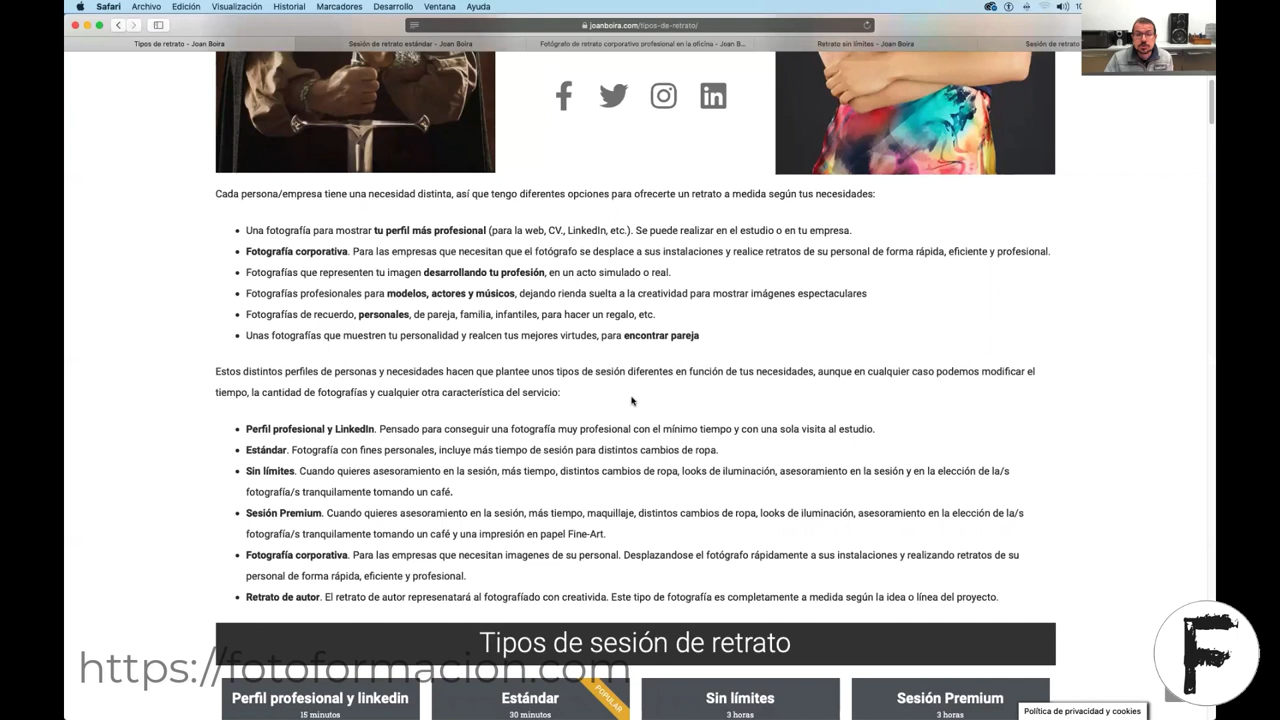 Safari Archivo Edición Visualización Historial Marcadores Desarrollo Ventana Ayuda
joanboira.com/tipos-de-retrato/
Tipos de retrato - Joan Boira Sesión de retrato estándar - Joan Boira Fotógrafo de retrato corporativo profesional en la oficina - Joan B... Retrato sin límites - Joan Boira Sesión de retrato
Cada persona/empresa tiene una necesidad distinta, así que tengo diferentes opciones para ofrecerte un retrato a medida según tus necesidades:
Una fotografía para mostrar tu perfil más profesional (para la web, CV., LinkedIn, etc.). Se puede realizar en el estudio o en tu empresa.
Fotografía corporativa. Para las empresas que necesitan que el fotógrafo se desplace a sus instalaciones y realice retratos de su personal de forma rápida, eficiente y profesional.
Fotografías que representen tu imagen desarrollando tu profesión, en un acto simulado o real.
Fotografías profesionales para modelos, actores y músicos, dejando rienda suelta a la creatividad para mostrar imágenes espectaculares
Fotografías de recuerdo, personales, de pareja, familia, infantiles, para hacer un regalo, etc.
Unas fotografías que muestren tu personalidad y realcen tus mejores virtudes, para encontrar pareja
Estos distintos perfiles de personas y necesidades hacen que plantee unos tipos de sesión diferentes en función de tus necesidades, aunque en cualquier caso podemos modificar el
tiempo, la cantidad de fotografías y cualquier otra característica del servicio:
Perfil profesional y LinkedIn. Pensado para conseguir una fotografía muy profesional con el mínimo tiempo y con una sola visita al estudio.
Estándar. Fotografía con fines personales, incluye más tiempo de sesión para distintos cambios de ropa.
Sin límites. Cuando quieres asesoramiento en la sesión, más tiempo, distintos cambios de ropa, looks de iluminación, asesoramiento en la sesión y en la elección de la/s
fotografía/s tranquilamente tomando un café.
Sesión Premium. Cuando quieres asesoramiento en la sesión, más tiempo, maquillaje, distintos cambios de ropa, looks de iluminación, asesoramiento en la elección de la/s
fotografía/s tranquilamente tomando un café y una impresión en papel Fine-Art.
Fotografía corporativa. Para las empresas que necesitan imagenes de su personal. Desplazandose el fotógrafo rápidamente a sus instalaciones y realizando retratos de su
personal de forma rápida, eficiente y profesional.
Retrato de autor. El retrato de autor represenatará al fotografíado con creativida. Este tipo de fotografía es completamente a medida según la idea o línea del proyecto.
Tipos de sesión de retrato
https://fotoformacion.com
F
Perfil profesional y linkedin Estándar Sin límites Sesión Premium
POPULAR
15 minutos 30 minutos 3 horas 3 horas
Política de privacidad y cookies